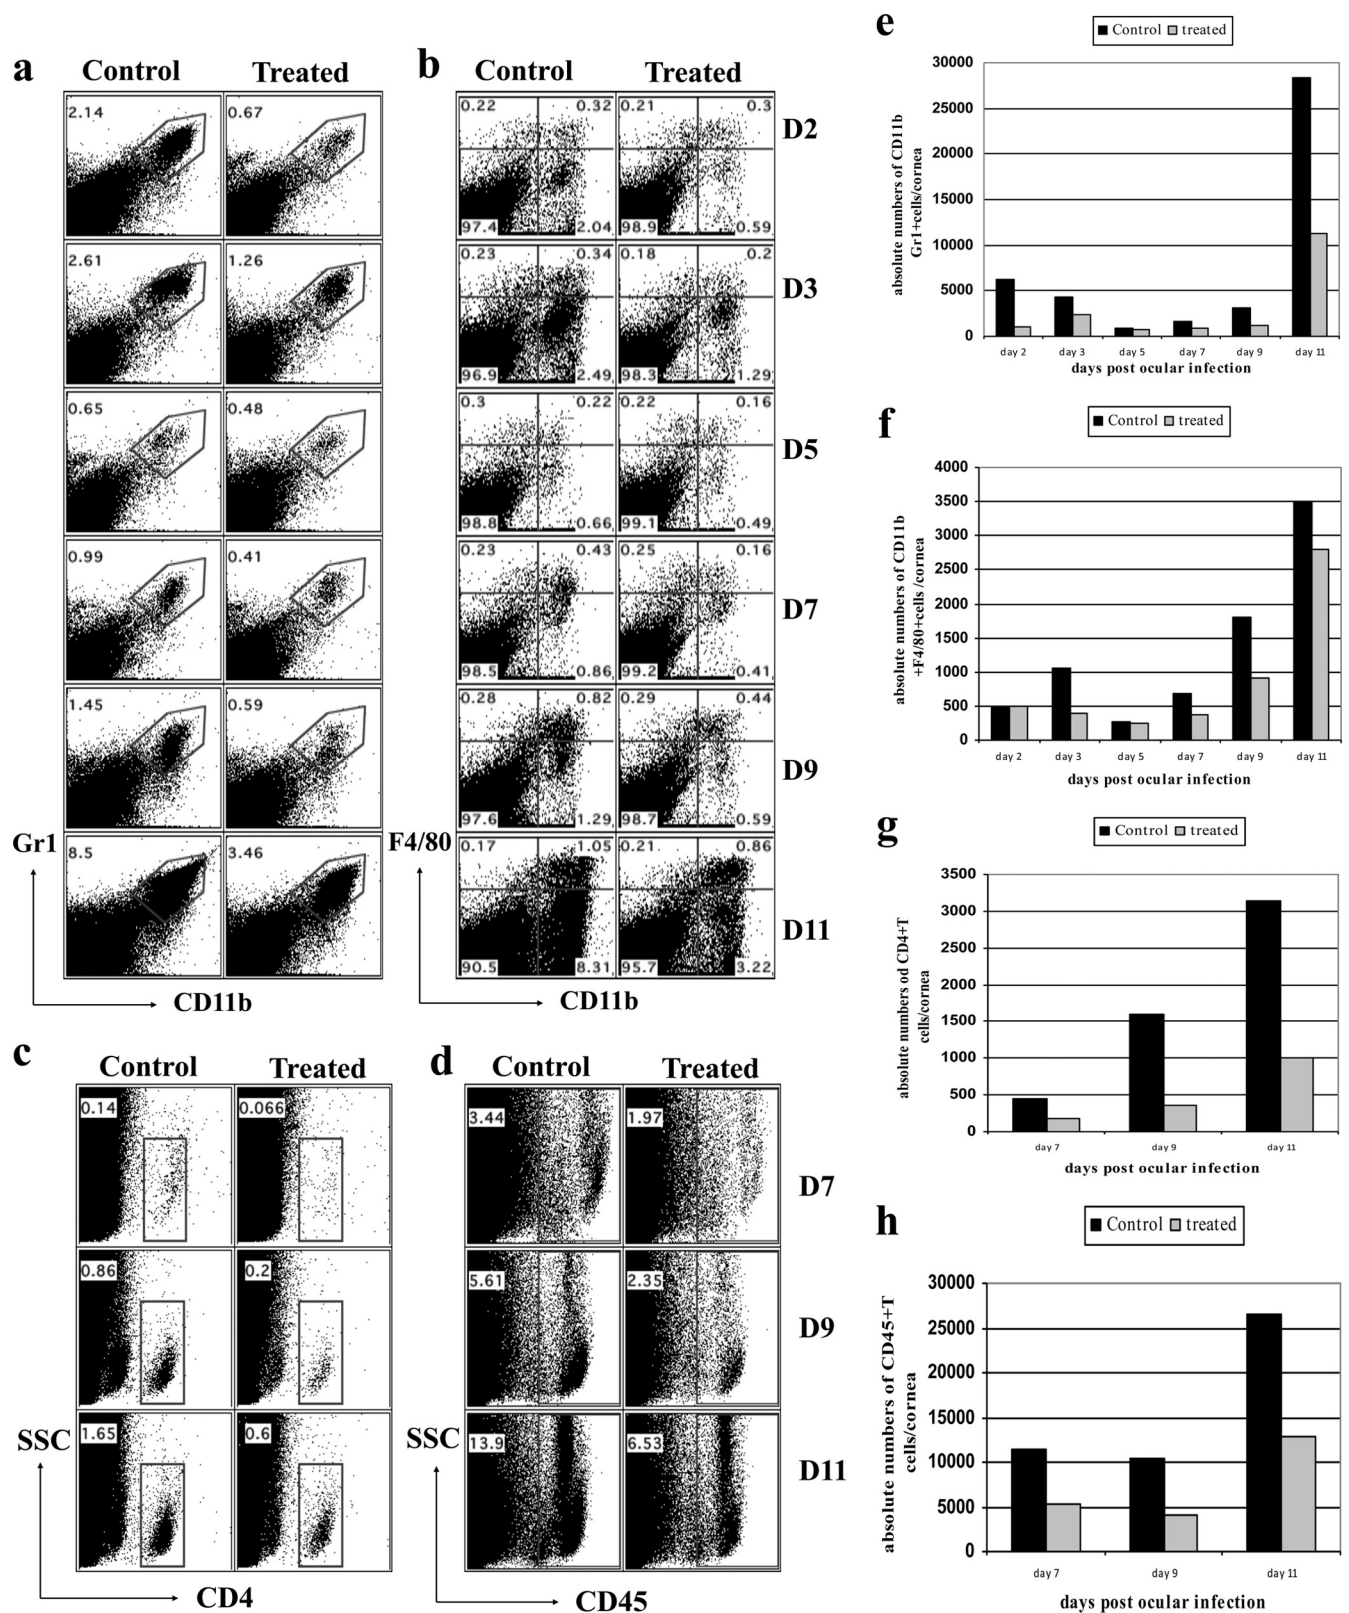 a
Control Treated
2.14 0.67
2.61 1.26
0.65 0.48
0.99 0.41
1.45 0.59
8.5 3.46
Gr1
CD11b
b
Control Treated
0.22 0.32 0.21 0.3
97.4 2.04 98.9 0.59
D2
0.23 0.34 0.18 0.2
96.9 2.49 98.3 1.29
D3
0.3 0.22 0.22 0.16
98.8 0.66 99.1 0.49
D5
0.23 0.43 0.25 0.16
98.5 0.86 99.2 0.41
D7
0.28 0.82 0.29 0.44
97.6 1.29 98.7 0.59
D9
0.17 1.05 0.21 0.86
90.5 8.31 95.7 3.22
D11
F4/80
CD11b
c
Control Treated
0.14 0.066
0.86 0.2
1.65 0.6
SSC
CD4
d
Control Treated
3.44 1.97
D7
5.61 2.35
D9
13.9 6.53
D11
SSC
CD45
e
Control treated
absolute numbers of CD11b
Gr1+cells/cornea
30000
25000
20000
15000
10000
5000
0
day 2 day 3 day 5 day 7 day 9 day 11
days post ocular infection
f
Control treated
absolute numbers of CD11b
+F4/80+cells /cornea
4000
3500
3000
2500
2000
1500
1000
500
0
day 2 day 3 day 5 day 7 day 9 day 11
days post ocular infection
g
Control treated
absolute numbers od CD4+T
cells/cornea
3500
3000
2500
2000
1500
1000
500
0
day 7 day 9 day 11
days post ocular infection
h
Control treated
absolute numbers of CD45+T
cells/cornea
30000
25000
20000
15000
10000
5000
0
day 7 day 9 day 11
days post ocular infection